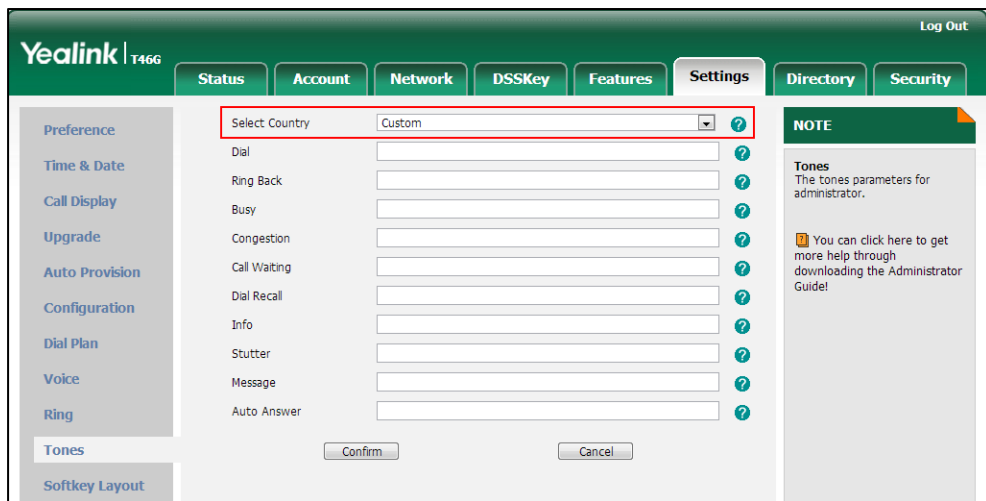 Log Out
Yealink T46G
Status Account Network DSSKey Features Settings Directory Security
Preference
Time & Date
Call Display
Upgrade
Auto Provision
Configuration
Dial Plan
Voice
Ring
Tones
Softkey Layout
Select Country Custom ?
Dial ?
Ring Back ?
Busy ?
Congestion ?
Call Waiting ?
Dial Recall ?
Info ?
Stutter ?
Message ?
Auto Answer ?
Confirm Cancel
NOTE
Tones
The tones parameters for
administrator.
? You can click here to get
more help through
downloading the Administrator
Guide!